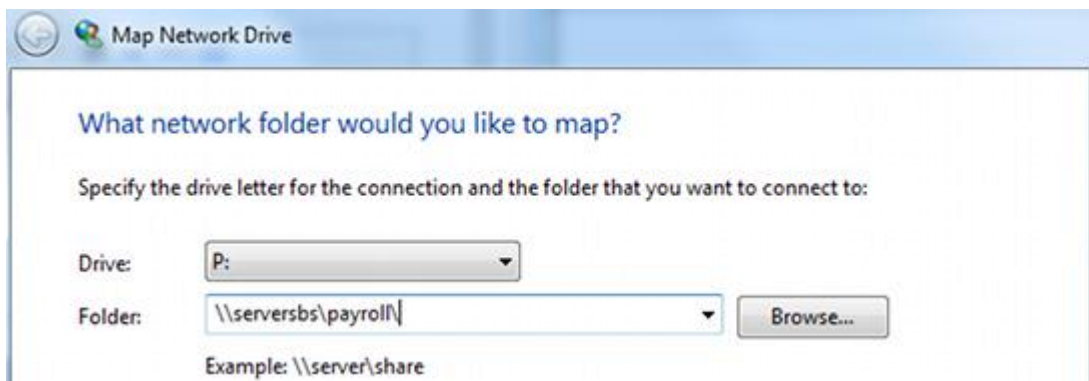 Map Network Drive
What network folder would you like to map?
Specify the drive letter for the connection and the folder that you want to connect to:
Drive: P:
Folder: \\serversbs\payroll\ Browse...
Example: \\server\share